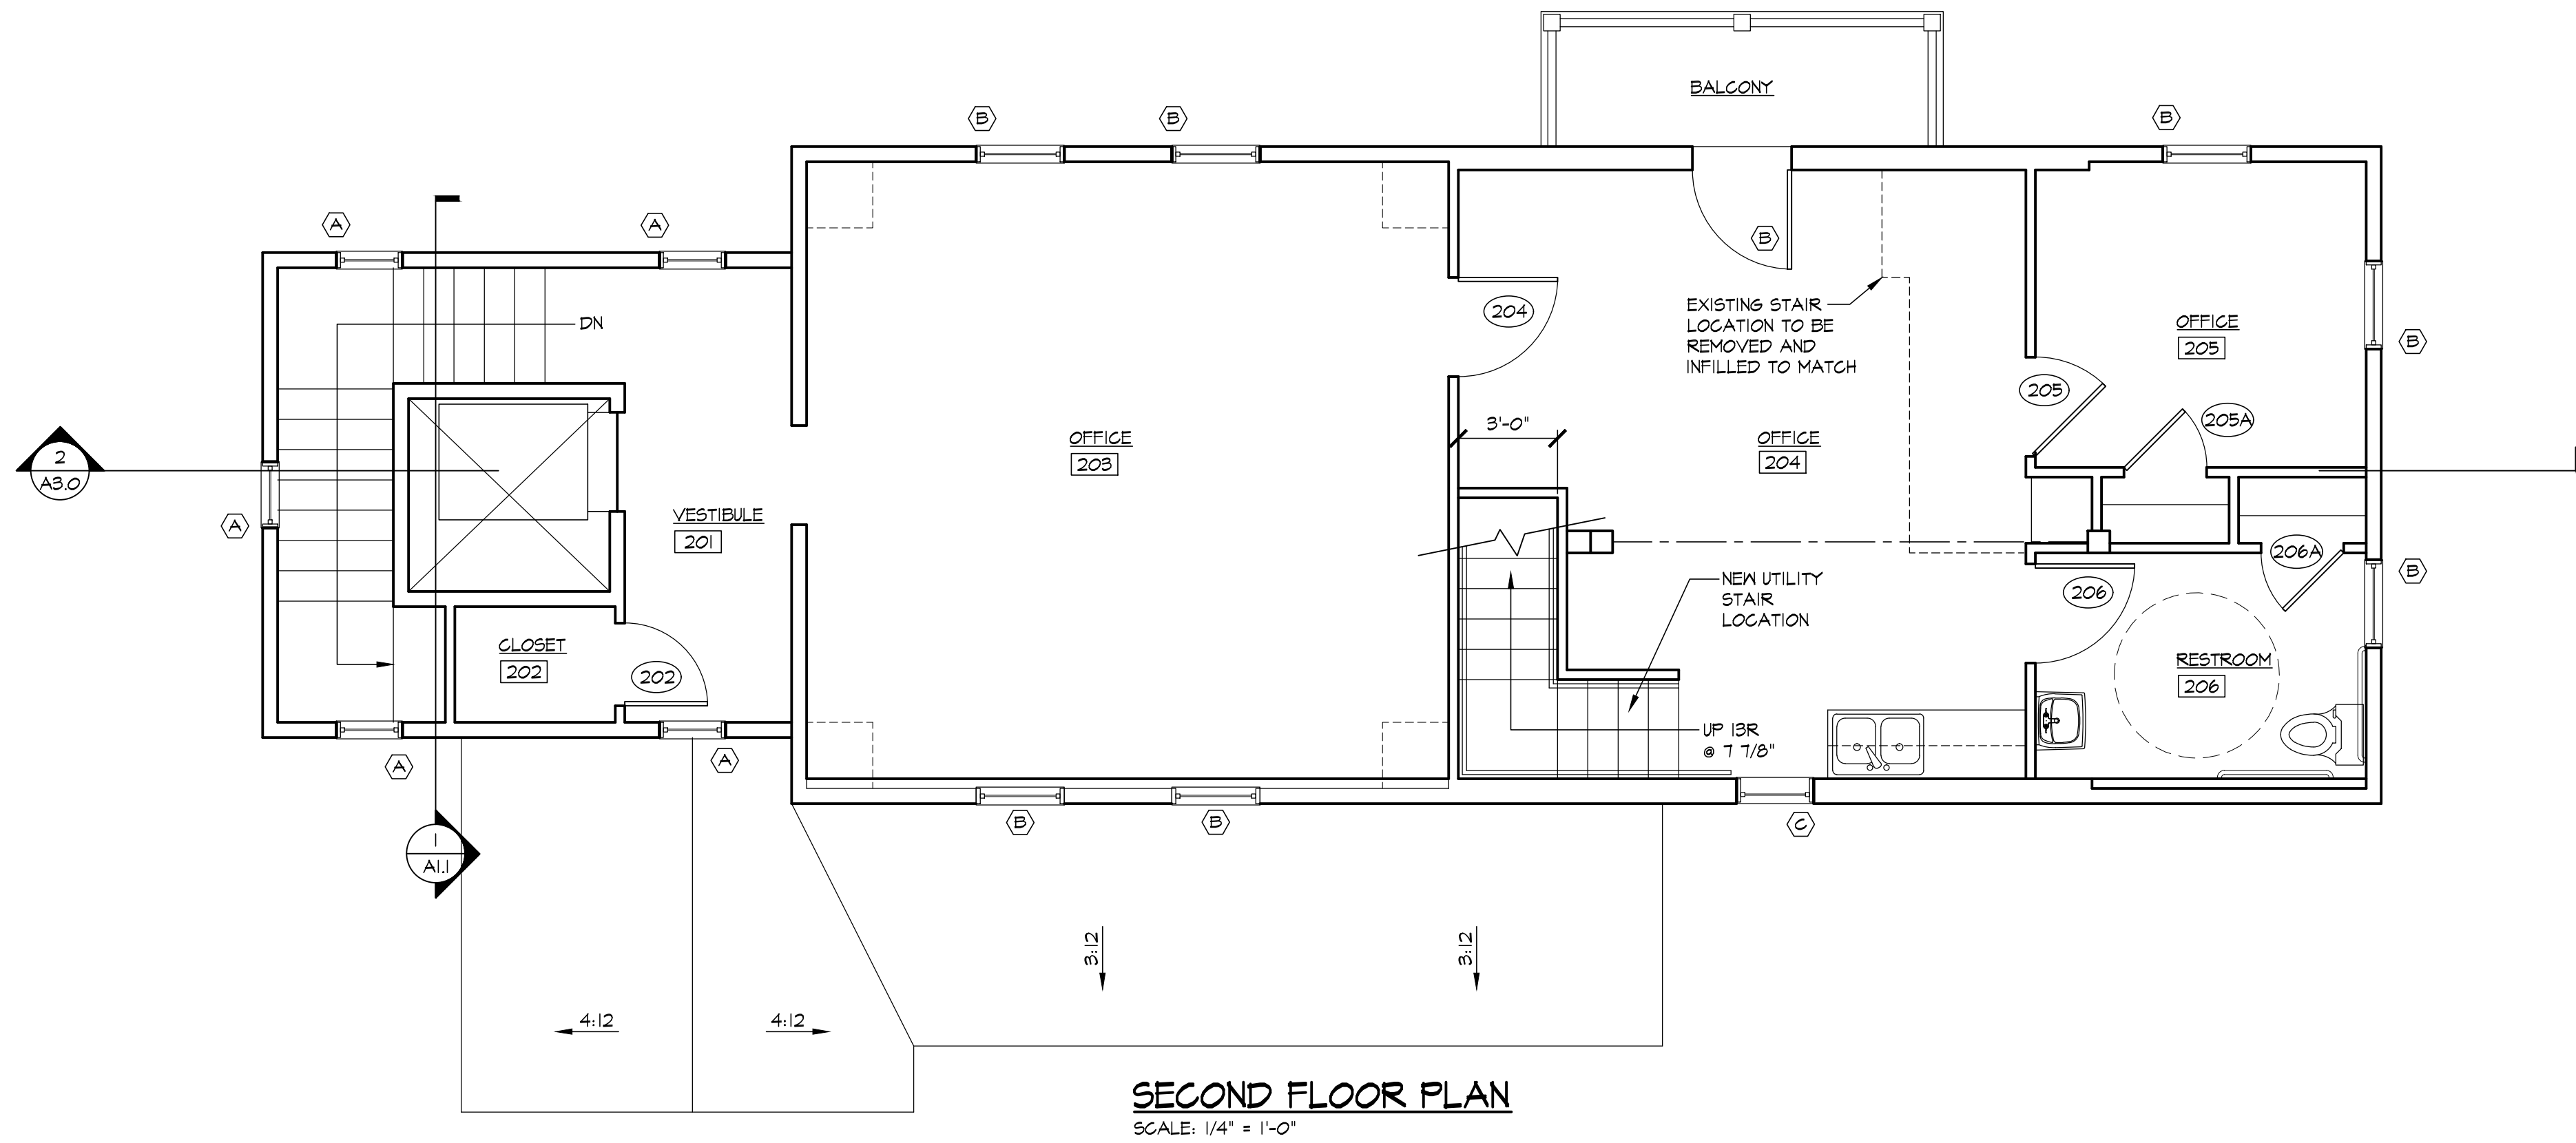 BALCONY
B
B
B
A
A
B
DN
204
EXISTING STAIR
LOCATION TO BE
REMOVED AND
INFILLED TO MATCH
OFFICE
205
B
205
205A
3'-0"
OFFICE
203
OFFICE
204
2
A3.0
A
VESTIBULE
201
206A
B
NEW UTILITY
STAIR
LOCATION
206
CLOSET
202
202
RESTROOM
206
UP 13R
@ 7 7/8"
A
A
B
B
C
1
A1.1
3:12
3:12
4:12
4:12
SECOND FLOOR PLAN
SCALE: 1/4" = 1'-0"